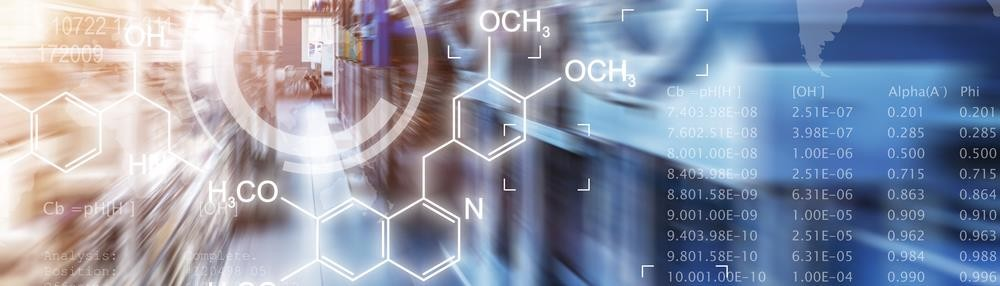 10722 17 311
172009
OH
HN
OCH3
OCH3
N
H3CO
Cb =pH[H ] [OH ]
Analysis: Complete.
Position: #120498 05
Cb =pH[H ] [OH ] Alpha(A ) Phi
7.403.98E-08 2.51E-07 0.201 0.201
7.602.51E-08 3.98E-07 0.285 0.285
8.001.00E-08 1.00E-06 0.500 0.500
8.403.98E-09 2.51E-06 0.715 0.715
8.801.58E-09 6.31E-06 0.863 0.864
9.001.00E-09 1.00E-05 0.909 0.910
9.403.98E-10 2.51E-05 0.962 0.963
9.801.58E-10 6.31E-05 0.984 0.988
10.001.00E-10 1.00E-04 0.990 0.996